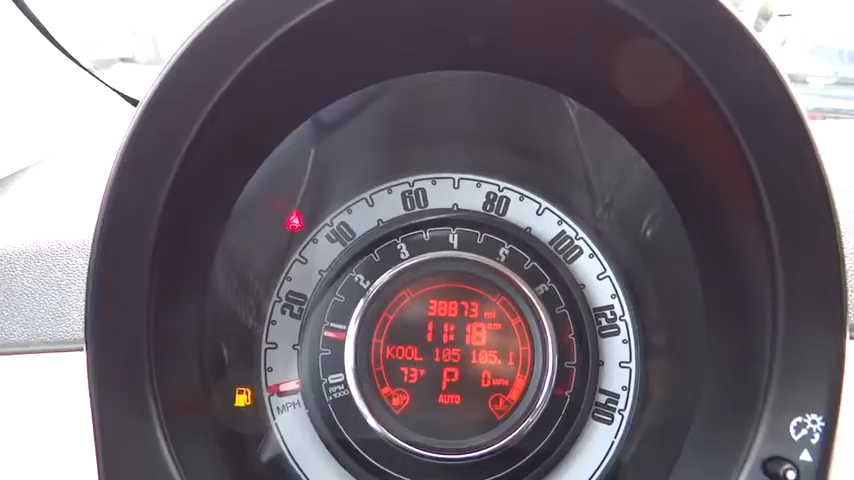 60 80
40 100
20 120
MPH 140
2 3 4 5 6
0
RPM
x1000
38873 mi
11:18 am
KOOL 105 105.1
73°F P 0 MPH
AUTO